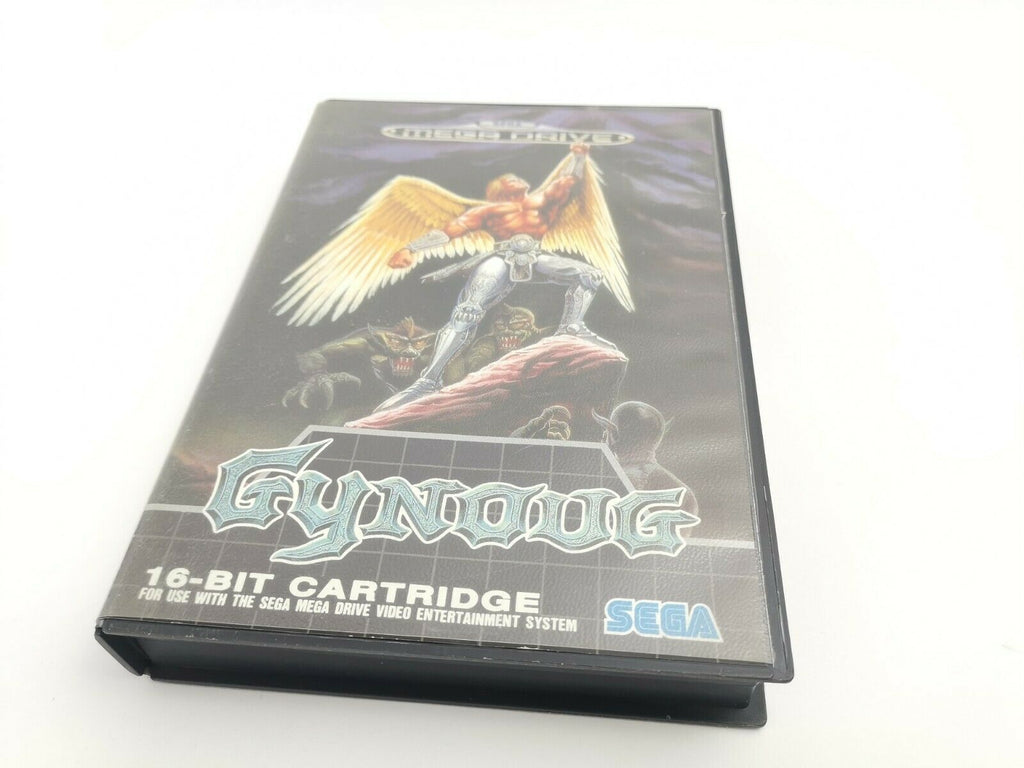 MEGA DRIVE
GYNOUG
16-BIT CARTRIDGE
FOR USE WITH THE SEGA MEGA DRIVE VIDEO ENTERTAINMENT SYSTEM
SEGA